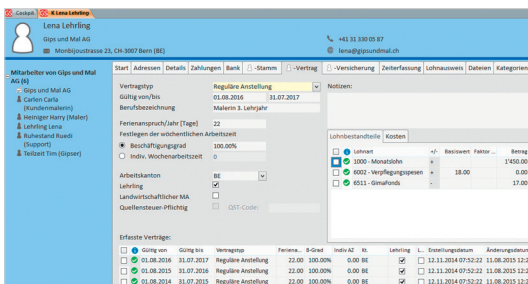 Cockpit K Lena Lehrling
Lena Lehrling
Gips und Mal AG
Monbijoustrasse 22, CH-3007 Bern (BE)
+41 31 330 05 87
lena@gipsundmal.ch
Mitarbeiter von Gips und Mal AG (6)
Gips und Mal AG
Carlen Carla
(Kundenmalerin)
Heiniger Harry (Maler)
Lehrling Lena
Ruhestand Ruedi
(Support)
Teilzeit Tim (Gipser)
Start Adressen Details Zahlungen Bank -Stamm -Vertrag -Versicherung Zeiterfassung Lohnausweis Dateien Kategorien
Vertragstyp Reguläre Anstellung
Gültig von/bis 01.08.2016 31.07.2017
Berufsbezeichnung Malerin 3. Lehrjahr
Ferienanspruch/Jahr [Tage] 22
Festlegen der wöchentlichen Arbeitszeit
Beschäftigungsgrad 100.00%
Indiv. Wochenarbeitszeit 0
Arbeitskanton BE
Lehrling
Landwirtschaftlicher MA
Quellensteuer-Pflichtig QST-Code:
Notizen:
Lohnbestandteile Kosten
Lohnart +/- Basiswert Faktor ... Betrag
1000 - Monatslohn + 1'450.00
6002 - Verpflegungsspesen + 18.00 0.00
6511 - Gimafonds - 17.00
Erfasste Verträge:
Gültig von Gültig bis Vertragstyp Feriena... B-Grad Indiv AZ Kt. Lehrling L... Erstellungsdatum Änderungsdatum
01.08.2016 31.07.2017 Reguläre Anstellung 22.00 100.00% 0.00 BE 12.11.2014 07:52:22 11.08.2015 12:2
01.08.2015 31.07.2016 Reguläre Anstellung 22.00 100.00% 0.00 BE 12.11.2014 07:52:22 11.08.2015 12:2
01.08.2014 31.07.2015 Reguläre Anstellung 22.00 100.00% 0.00 BE 12.11.2014 07:52:22 11.08.2015 12:2